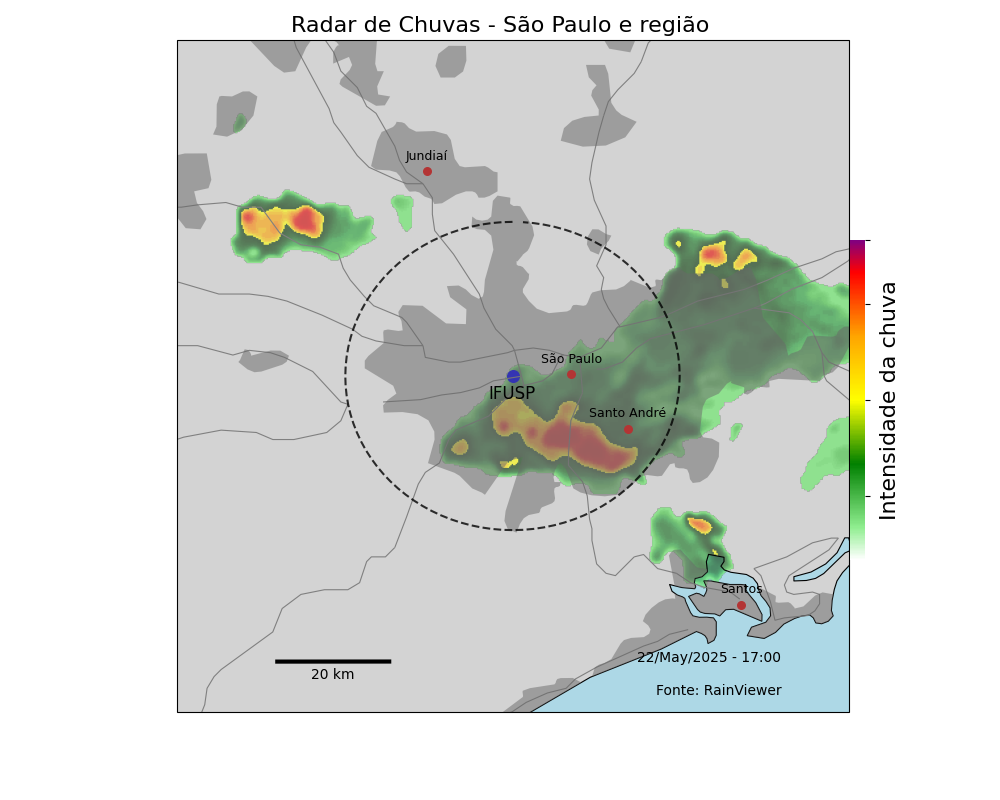 Radar de Chuvas - São Paulo e região
Jundiaí
São Paulo
IFUSP
Santo André
Intensidade da chuva
Santos
22/May/2025 - 17:00
20 km
Fonte: RainViewer